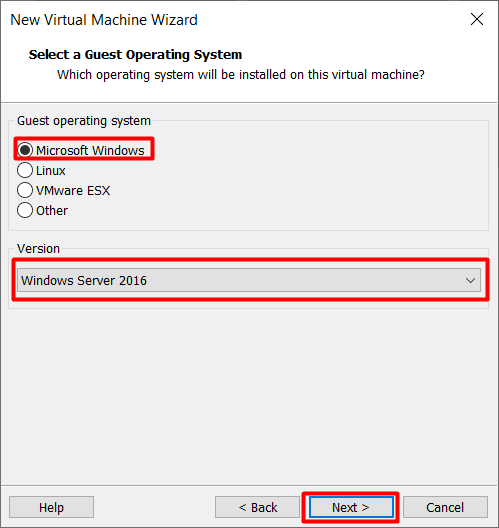 New Virtual Machine Wizard
Select a Guest Operating System
Which operating system will be installed on this virtual machine?
Guest operating system
Microsoft Windows
Linux
VMware ESX
Other
Version
Windows Server 2016
Help
< Back
Next >
Cancel